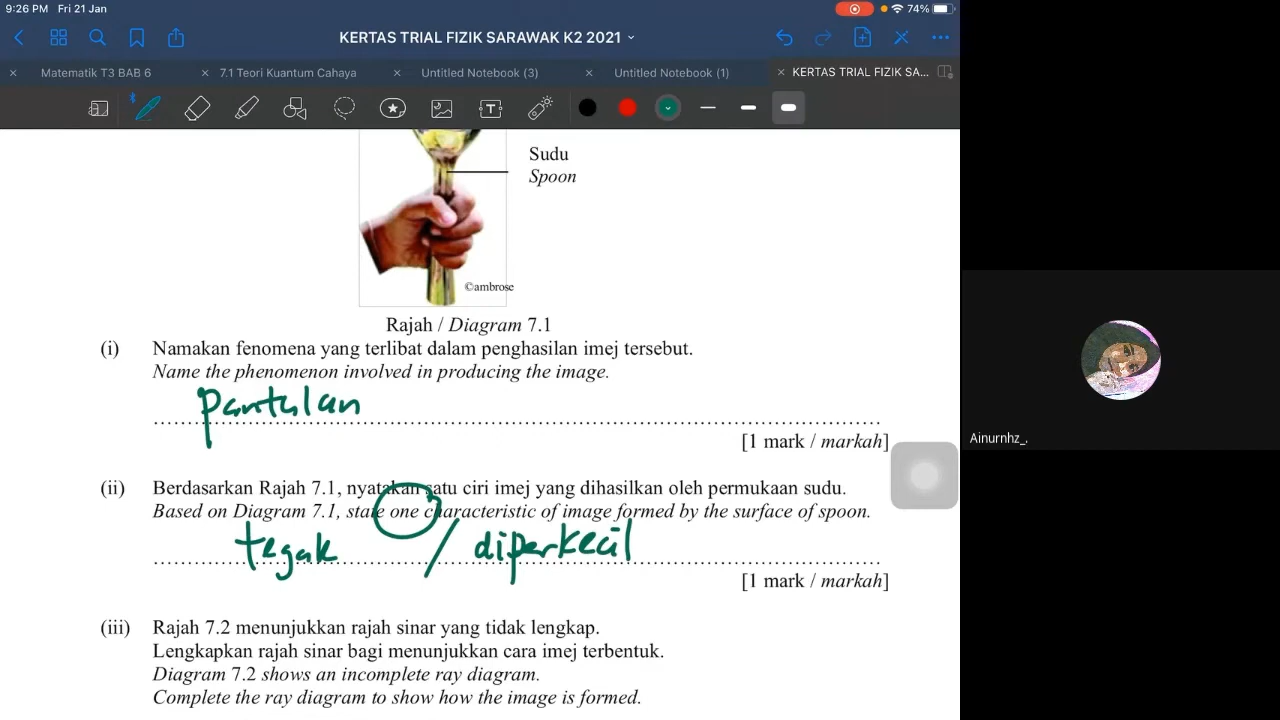 9:26 PM Fri 21 Jan
74%
KERTAS TRIAL FIZIK SARAWAK K2 2021
Matematik T3 BAB 6
7.1 Teori Kuantum Cahaya
Untitled Notebook (3)
Untitled Notebook (1)
KERTAS TRIAL FIZIK SA...
Sudu
Spoon
©ambrose
Rajah / Diagram 7.1
(i) Namakan fenomena yang terlibat dalam penghasilan imej tersebut.
Name the phenomenon involved in producing the image.
pantulan
[1 mark / markah]
(ii) Berdasarkan Rajah 7.1, nyatakan satu ciri imej yang dihasilkan oleh permukaan sudu.
Based on Diagram 7.1, state one characteristic of image formed by the surface of spoon.
tegak / diperkecil
[1 mark / markah]
(iii) Rajah 7.2 menunjukkan rajah sinar yang tidak lengkap.
Lengkapkan rajah sinar bagi menunjukkan cara imej terbentuk.
Diagram 7.2 shows an incomplete ray diagram.
Complete the ray diagram to show how the image is formed.
Ainurnhz_.